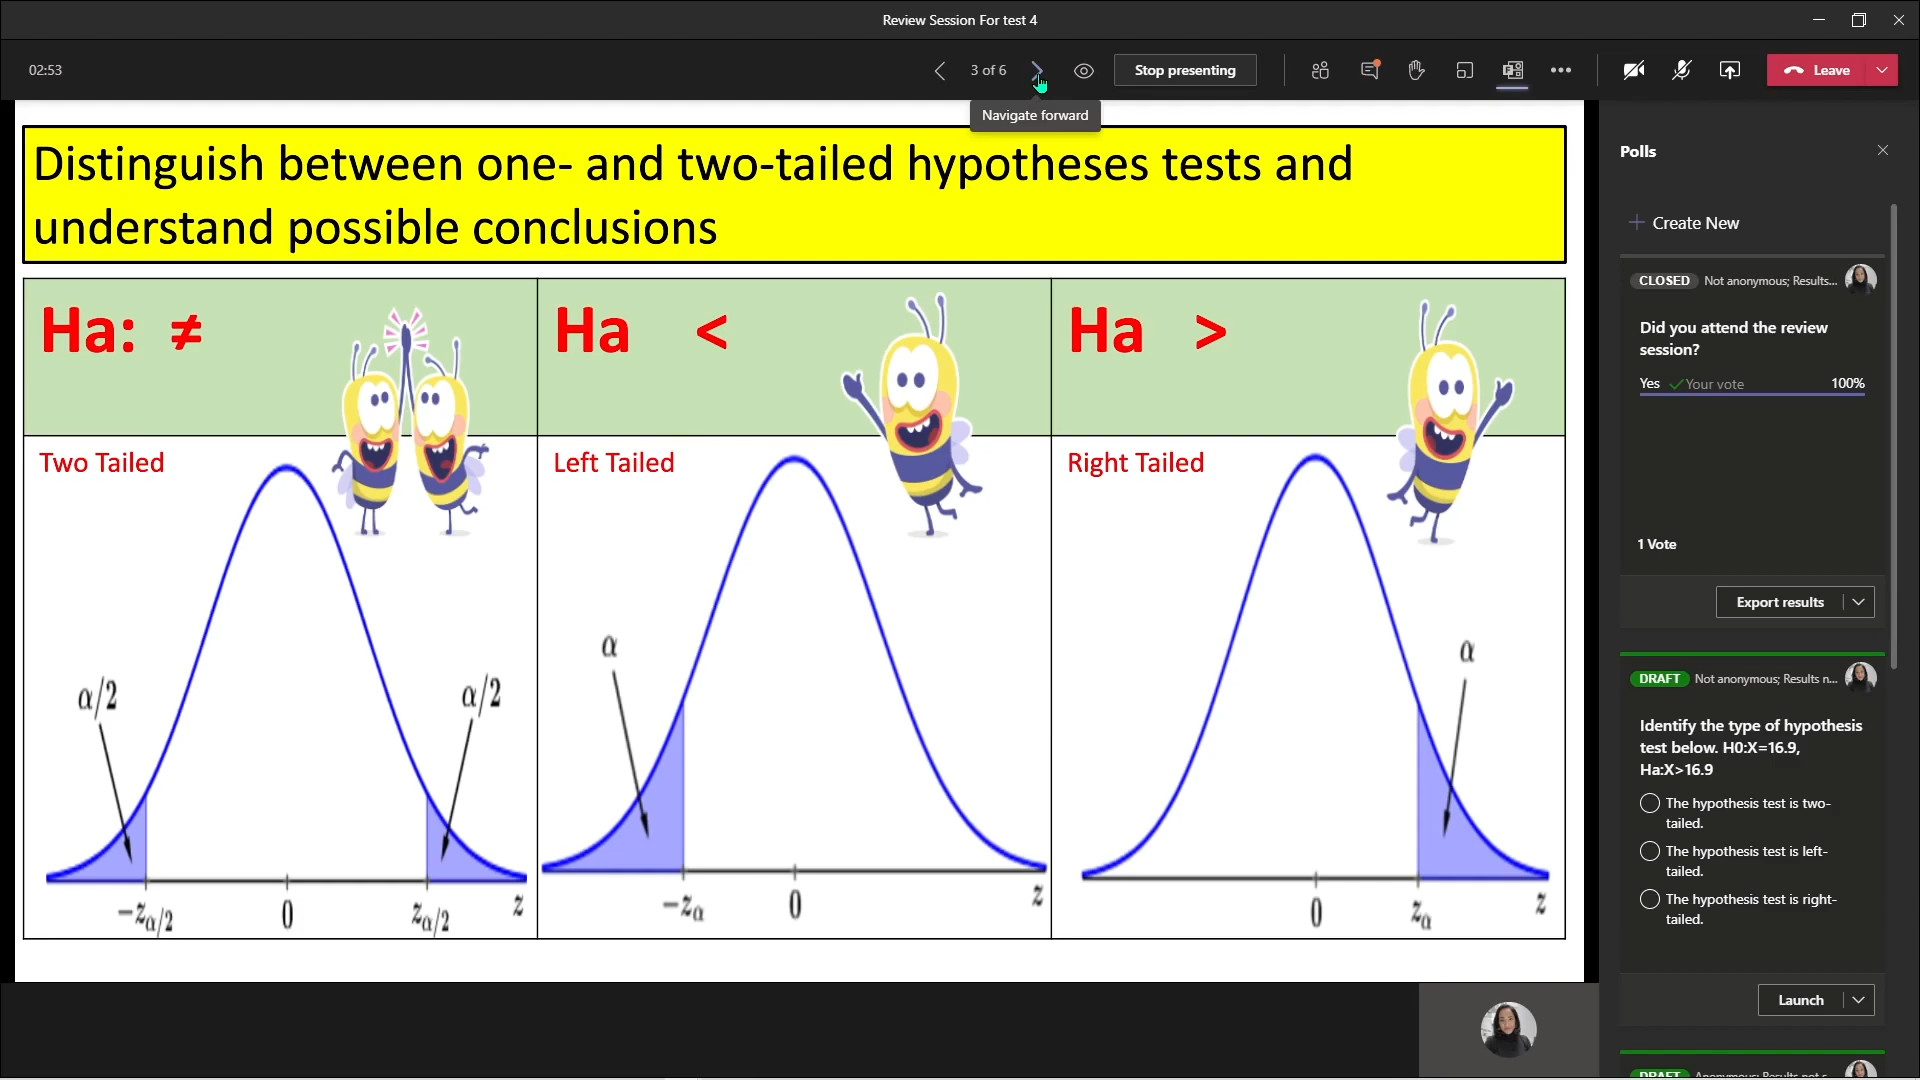 Review Session For test 4
02:53
3 of 6
Stop presenting
Leave
Navigate forward
Distinguish between one- and two-tailed hypotheses tests and
understand possible conclusions
Ha: ≠
Ha <
Ha >
Two Tailed
Left Tailed
Right Tailed
α/2
α/2
-zα/2
0
zα/2
z
α
-zα
0
z
α
0
zα
z
Polls
Create New
CLOSED Not anonymous; Results...
Did you attend the review
session?
Yes Your vote 100%
1 Vote
Export results
DRAFT Not anonymous; Results n...
Identify the type of hypothesis
test below. H0:X=16.9,
Ha:X>16.9
The hypothesis test is two-
tailed.
The hypothesis test is left-
tailed.
The hypothesis test is right-
tailed.
Launch
DRAFT